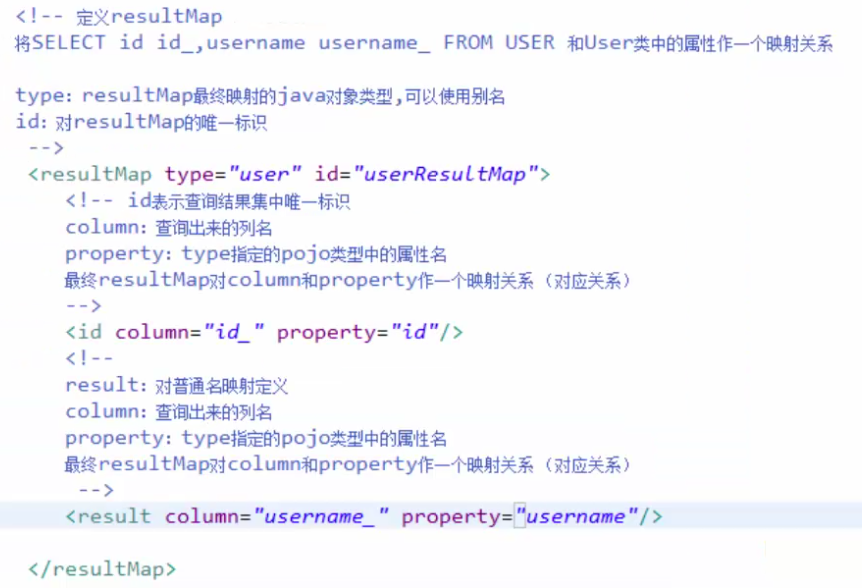 <!-- 定义resultMap
将SELECT id id_,username username_ FROM USER 和User类中的属性作一个映射关系
type：resultMap最终映射的java对象类型,可以使用别名
id：对resultMap的唯一标识
-->
<resultMap type="user" id="userResultMap">
<!-- id表示查询结果集中唯一标识
column：查询出来的列名
property：type指定的pojo类型中的属性名
最终resultMap对column和property作一个映射关系（对应关系）
-->
<id column="id_" property="id"/>
<!--
result：对普通名映射定义
column：查询出来的列名
property：type指定的pojo类型中的属性名
最终resultMap对column和property作一个映射关系（对应关系）
-->
<result column="username_" property="username"/>
</resultMap>